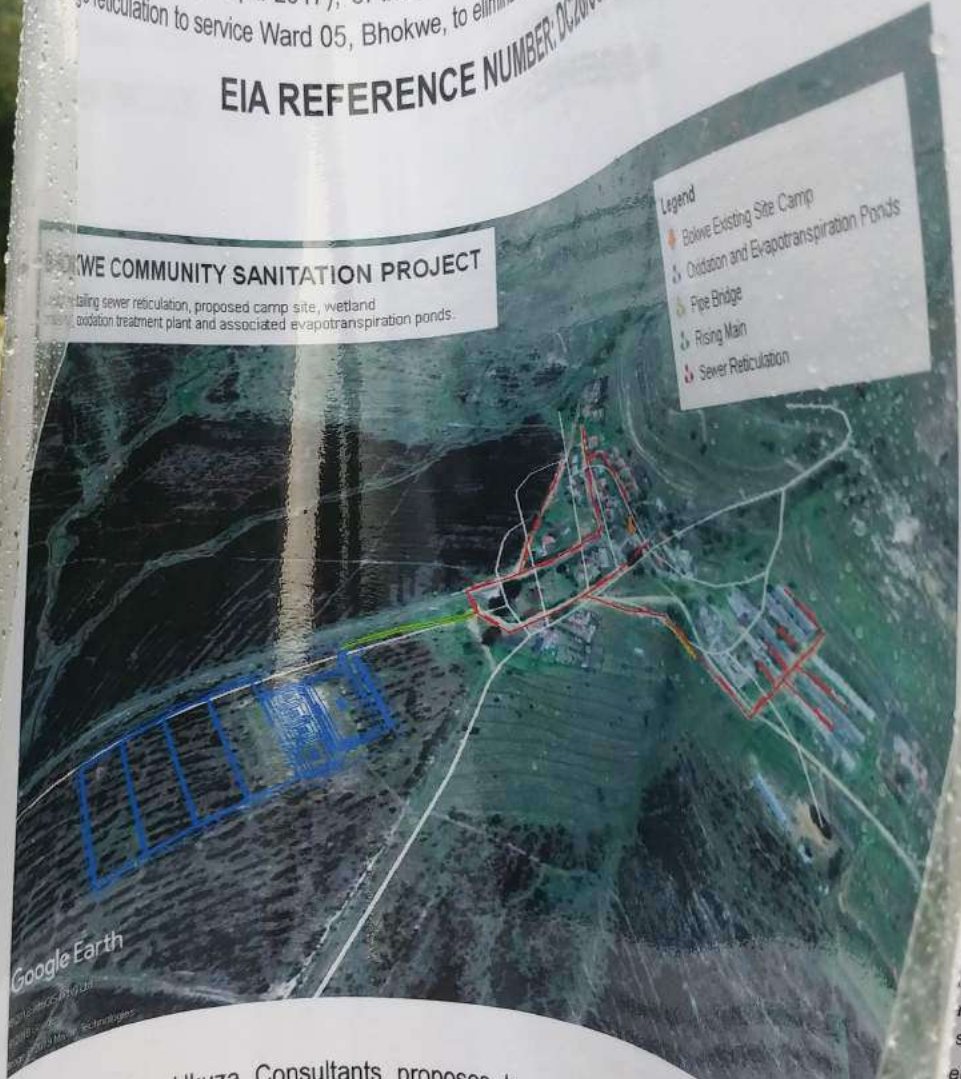 reticulation to service Ward 05, Bhokwe, to
EIA REFERENCE NUMBER:
Legend
Bokwe Existing Site Camp
Oxidation and Evapotranspiration Ponds
Pipe Bridge
Rising Main
Sewer Reticulation
COMMUNITY SANITATION PROJECT
sewer reticulation, proposed camp site, wetland
oxidation treatment plant and associated evapotranspiration ponds.
Google Earth
Technologies
Consultants proposes